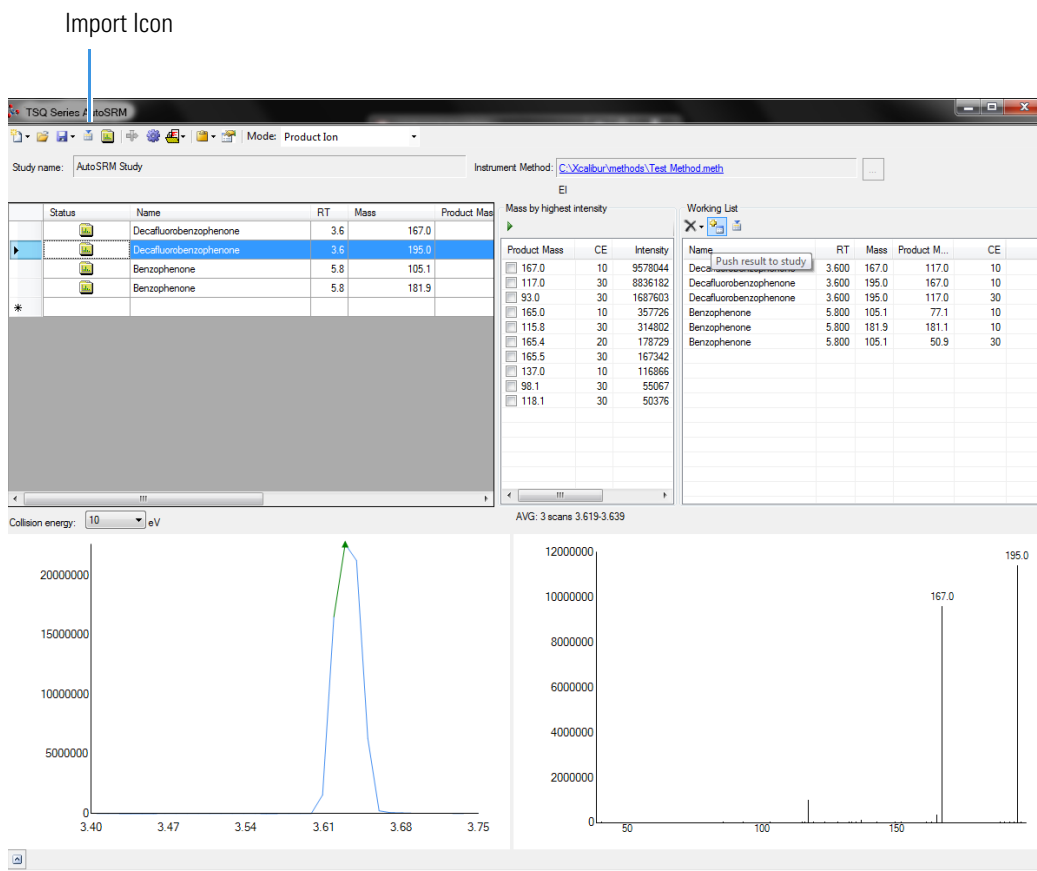 Import Icon
TSQ Series AutoSRM
Mode: Product Ion
Study name: AutoSRM Study Instrument Method: C:\Xcalibur\methods\Test Method.meth ...
EI
Mass by highest intensity Working List
Status Name RT Mass Product Mas
Decafluorobenzophenone 3.6 167.0
Decafluorobenzophenone 3.6 195.0
Benzophenone 5.8 105.1
Benzophenone 5.8 181.9
Product Mass CE Intensity
167.0 10 9578044
117.0 30 8836182
93.0 30 1687603
165.0 10 357726
115.8 30 314802
165.4 20 178729
165.5 30 167342
137.0 10 116866
98.1 30 55067
118.1 30 50376
Name RT Mass Product M... CE
Push result to study
Decafluorobenzophenone 3.600 167.0 117.0 10
Decafluorobenzophenone 3.600 195.0 167.0 10
Decafluorobenzophenone 3.600 195.0 117.0 30
Benzophenone 5.800 105.1 77.1 10
Benzophenone 5.800 181.9 181.1 10
Benzophenone 5.800 105.1 50.9 30
Collision energy: 10 eV
AVG: 3 scans 3.619-3.639
20000000
15000000
10000000
5000000
0
3.40 3.47 3.54 3.61 3.68 3.75
12000000
10000000
8000000
6000000
4000000
2000000
0
195.0
167.0
50 100 150